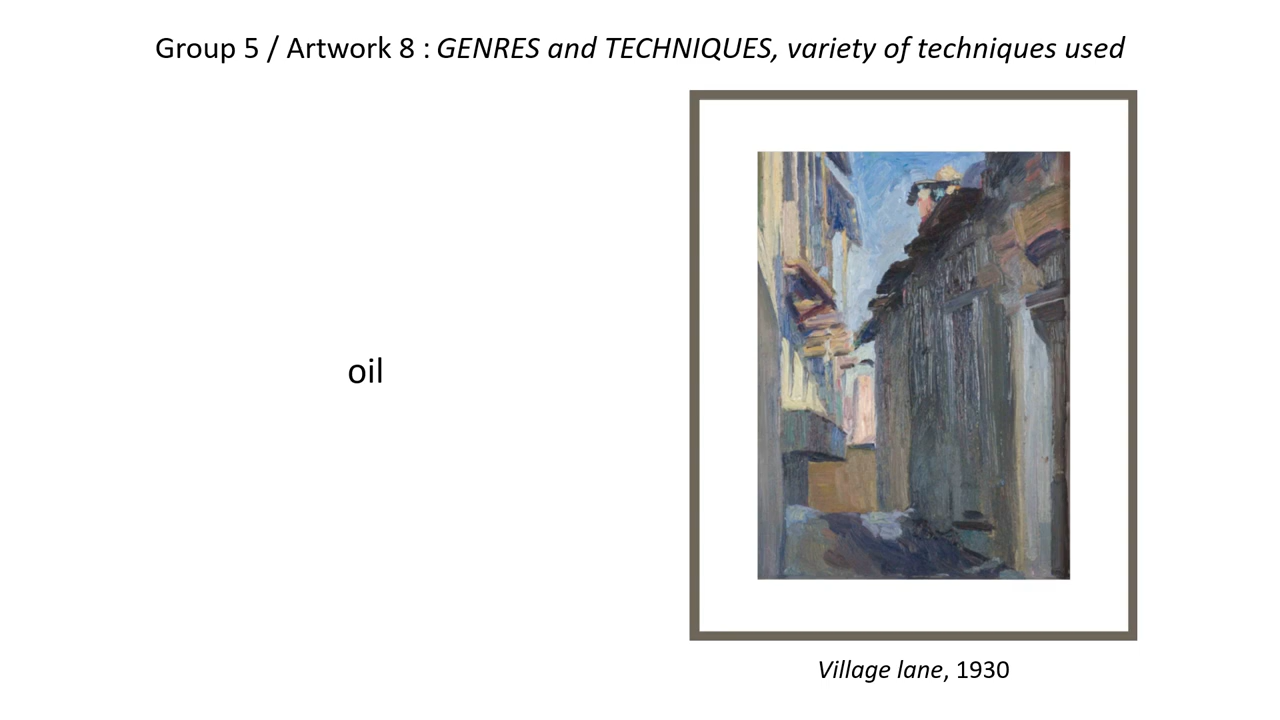 Group 5 / Artwork 8 : GENRES and TECHNIQUES, variety of techniques used
oil
Village lane, 1930